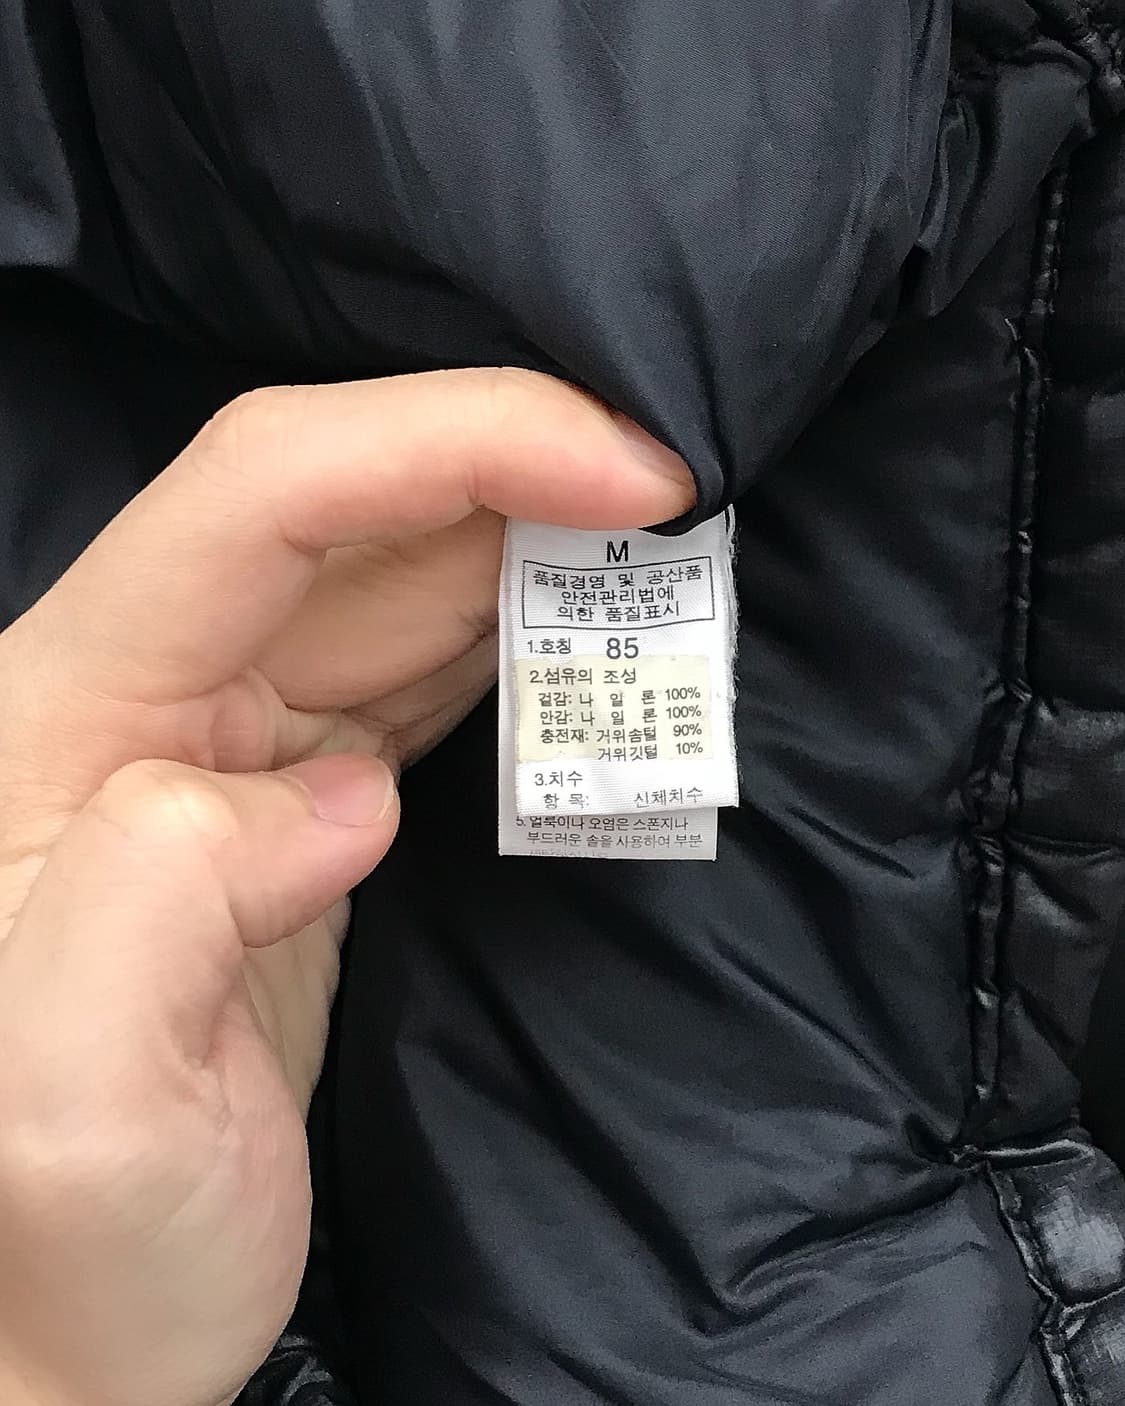 M
품질경영 및 공산품
안전관리법에
의한 품질표시
1.호칭 85
2.섬유의 조성
겉감: 나 일 론 100%
안감: 나 일 론 100%
충전재: 거위솜털 90%
거위깃털 10%
3.치수
항 목: 신체치수
5. 얼룩이나 오염은 스폰지나
부드러운 솔을 사용하여 부분